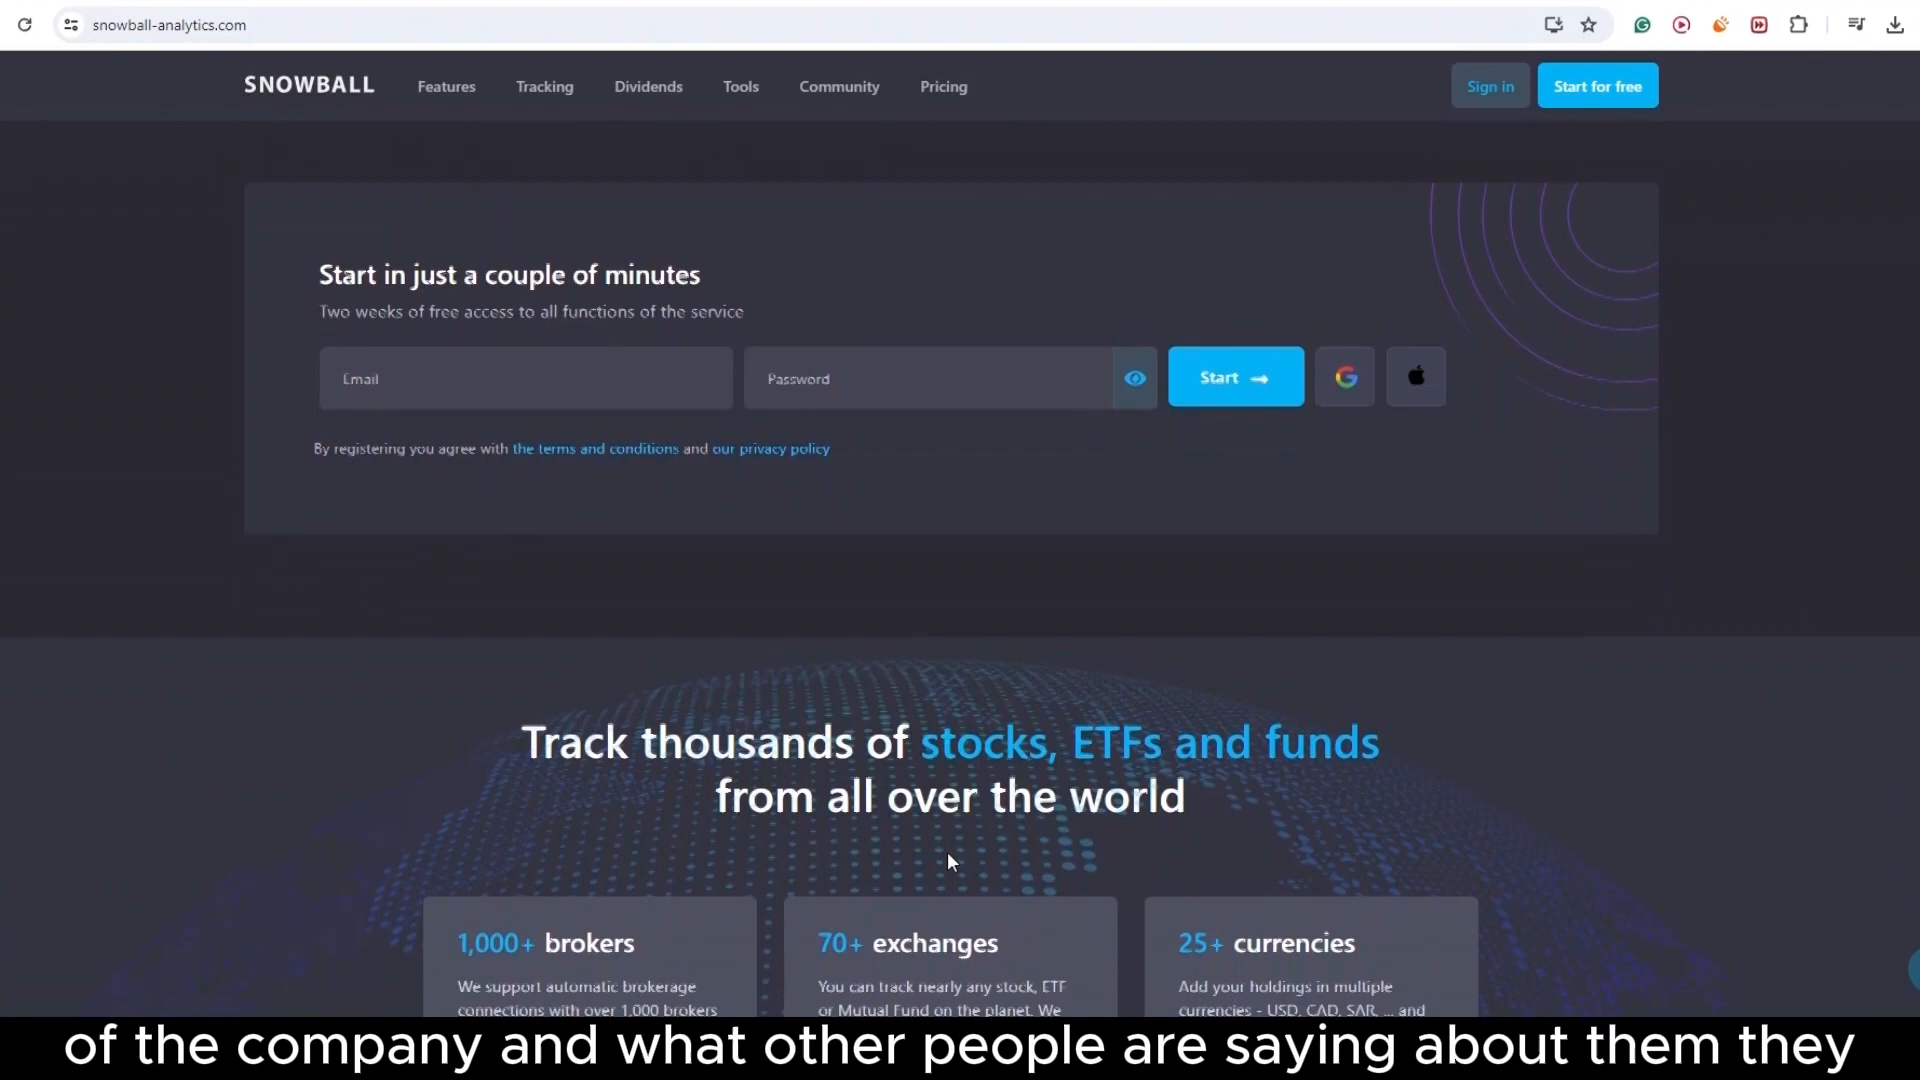 snowball-analytics.com
SNOWBALL Features Tracking Dividends Tools Community Pricing Sign in Start for free
Start in just a couple of minutes
Two weeks of free access to all functions of the service
Email Password Start
By registering you agree with the terms and conditions and our privacy policy
Track thousands of stocks, ETFs and funds
from all over the world
1,000+ brokers
We support automatic brokerage
connections with over 1,000 brokers
70+ exchanges
You can track nearly any stock, ETF
or Mutual Fund on the planet. We
25+ currencies
Add your holdings in multiple
currencies - USD, CAD, SAR, ... and
of the company and what other people are saying about them they